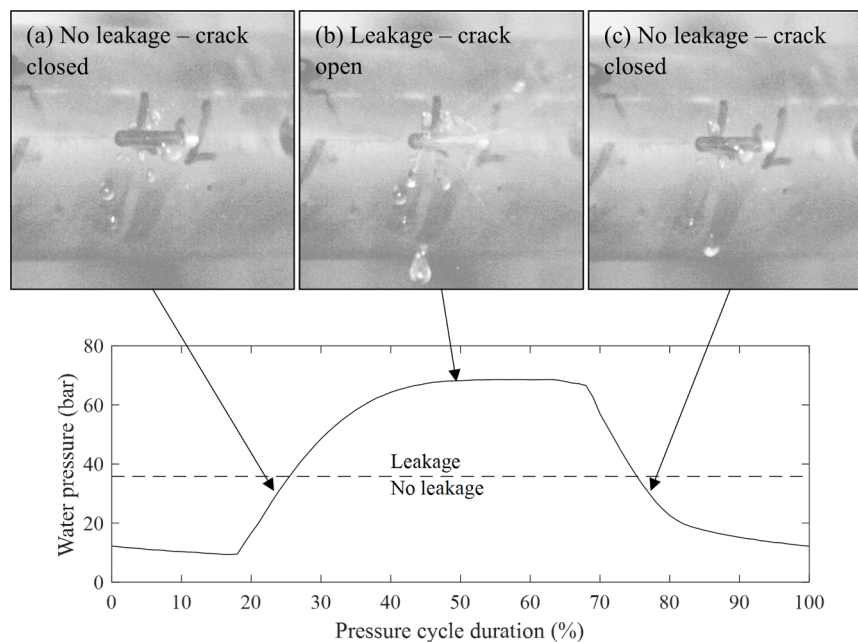 (a) No leakage – crack
closed
(b) Leakage – crack
open
(c) No leakage – crack
closed
80
60
40
20
0
Water pressure (bar)
Leakage
No leakage
0 10 20 30 40 50 60 70 80 90 100
Pressure cycle duration (%)